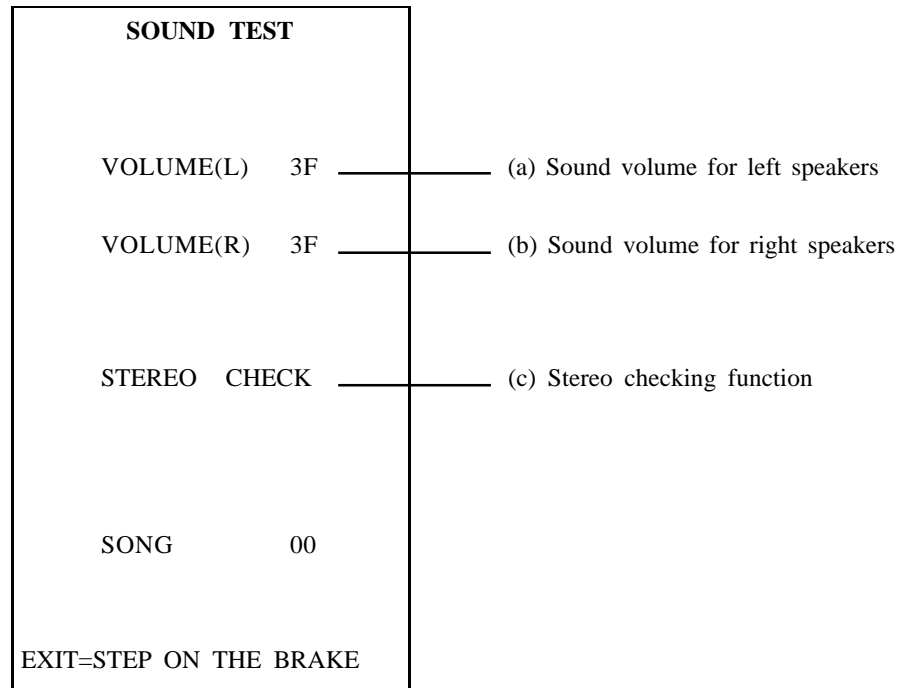 SOUND TEST
VOLUME(L) 3F (a) Sound volume for left speakers
VOLUME(R) 3F (b) Sound volume for right speakers
STEREO CHECK (c) Stereo checking function
SONG 00
EXIT=STEP ON THE BRAKE